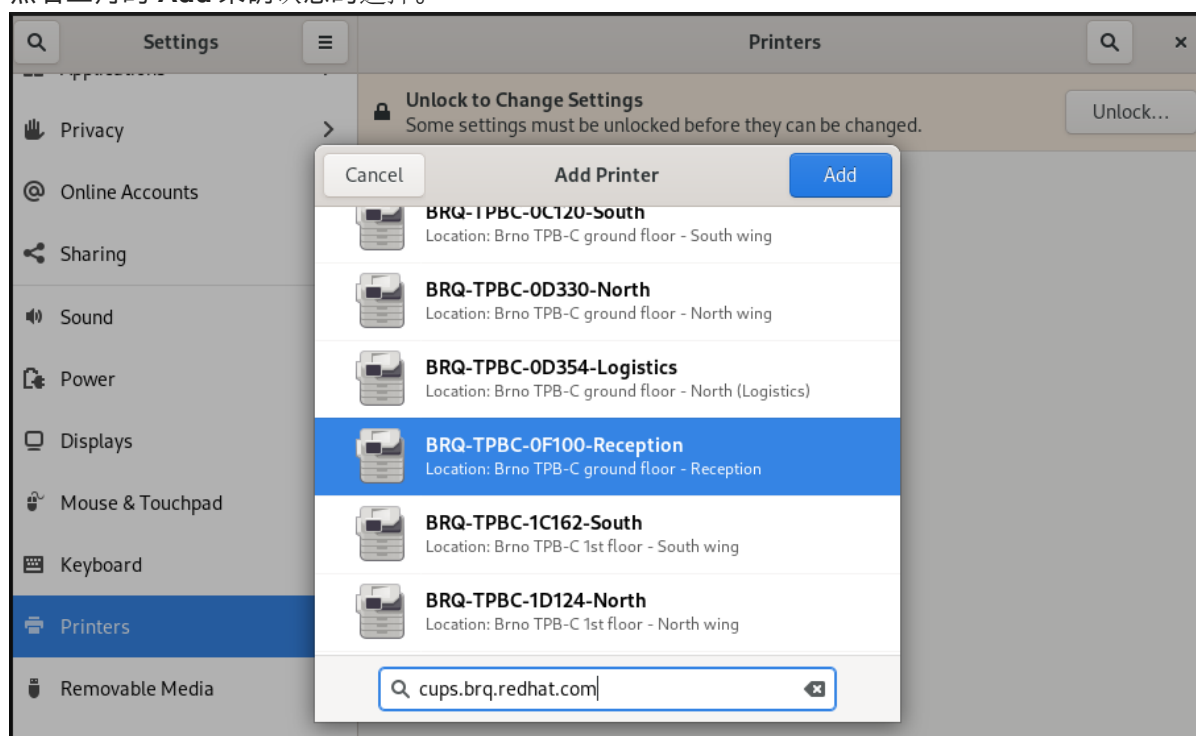 Settings
Printers
Unlock to Change Settings
Some settings must be unlocked before they can be changed.
Unlock...
Privacy
Online Accounts
Sharing
Sound
Power
Displays
Mouse & Touchpad
Keyboard
Printers
Removable Media
Cancel
Add Printer
Add
BRQ-TPBC-0C120-South
Location: Brno TPB-C ground floor - South wing
BRQ-TPBC-0D330-North
Location: Brno TPB-C ground floor - North wing
BRQ-TPBC-0D354-Logistics
Location: Brno TPB-C ground floor - North (Logistics)
BRQ-TPBC-0F100-Reception
Location: Brno TPB-C ground floor - Reception
BRQ-TPBC-1C162-South
Location: Brno TPB-C 1st floor - South wing
BRQ-TPBC-1D124-North
Location: Brno TPB-C 1st floor - North wing
cups.brq.redhat.com